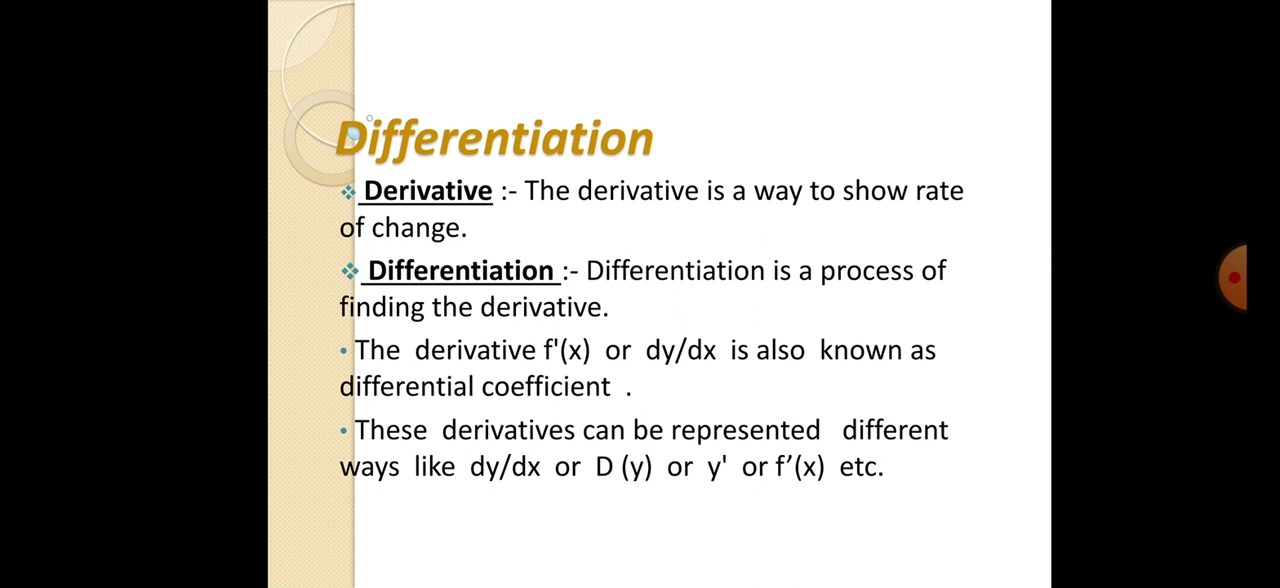 Differentiation
❖ Derivative :- The derivative is a way to show rate
of change.
❖ Differentiation :- Differentiation is a process of
finding the derivative.
• The derivative f'(x) or dy/dx is also known as
differential coefficient .
• These derivatives can be represented different
ways like dy/dx or D (y) or y' or f’(x) etc.